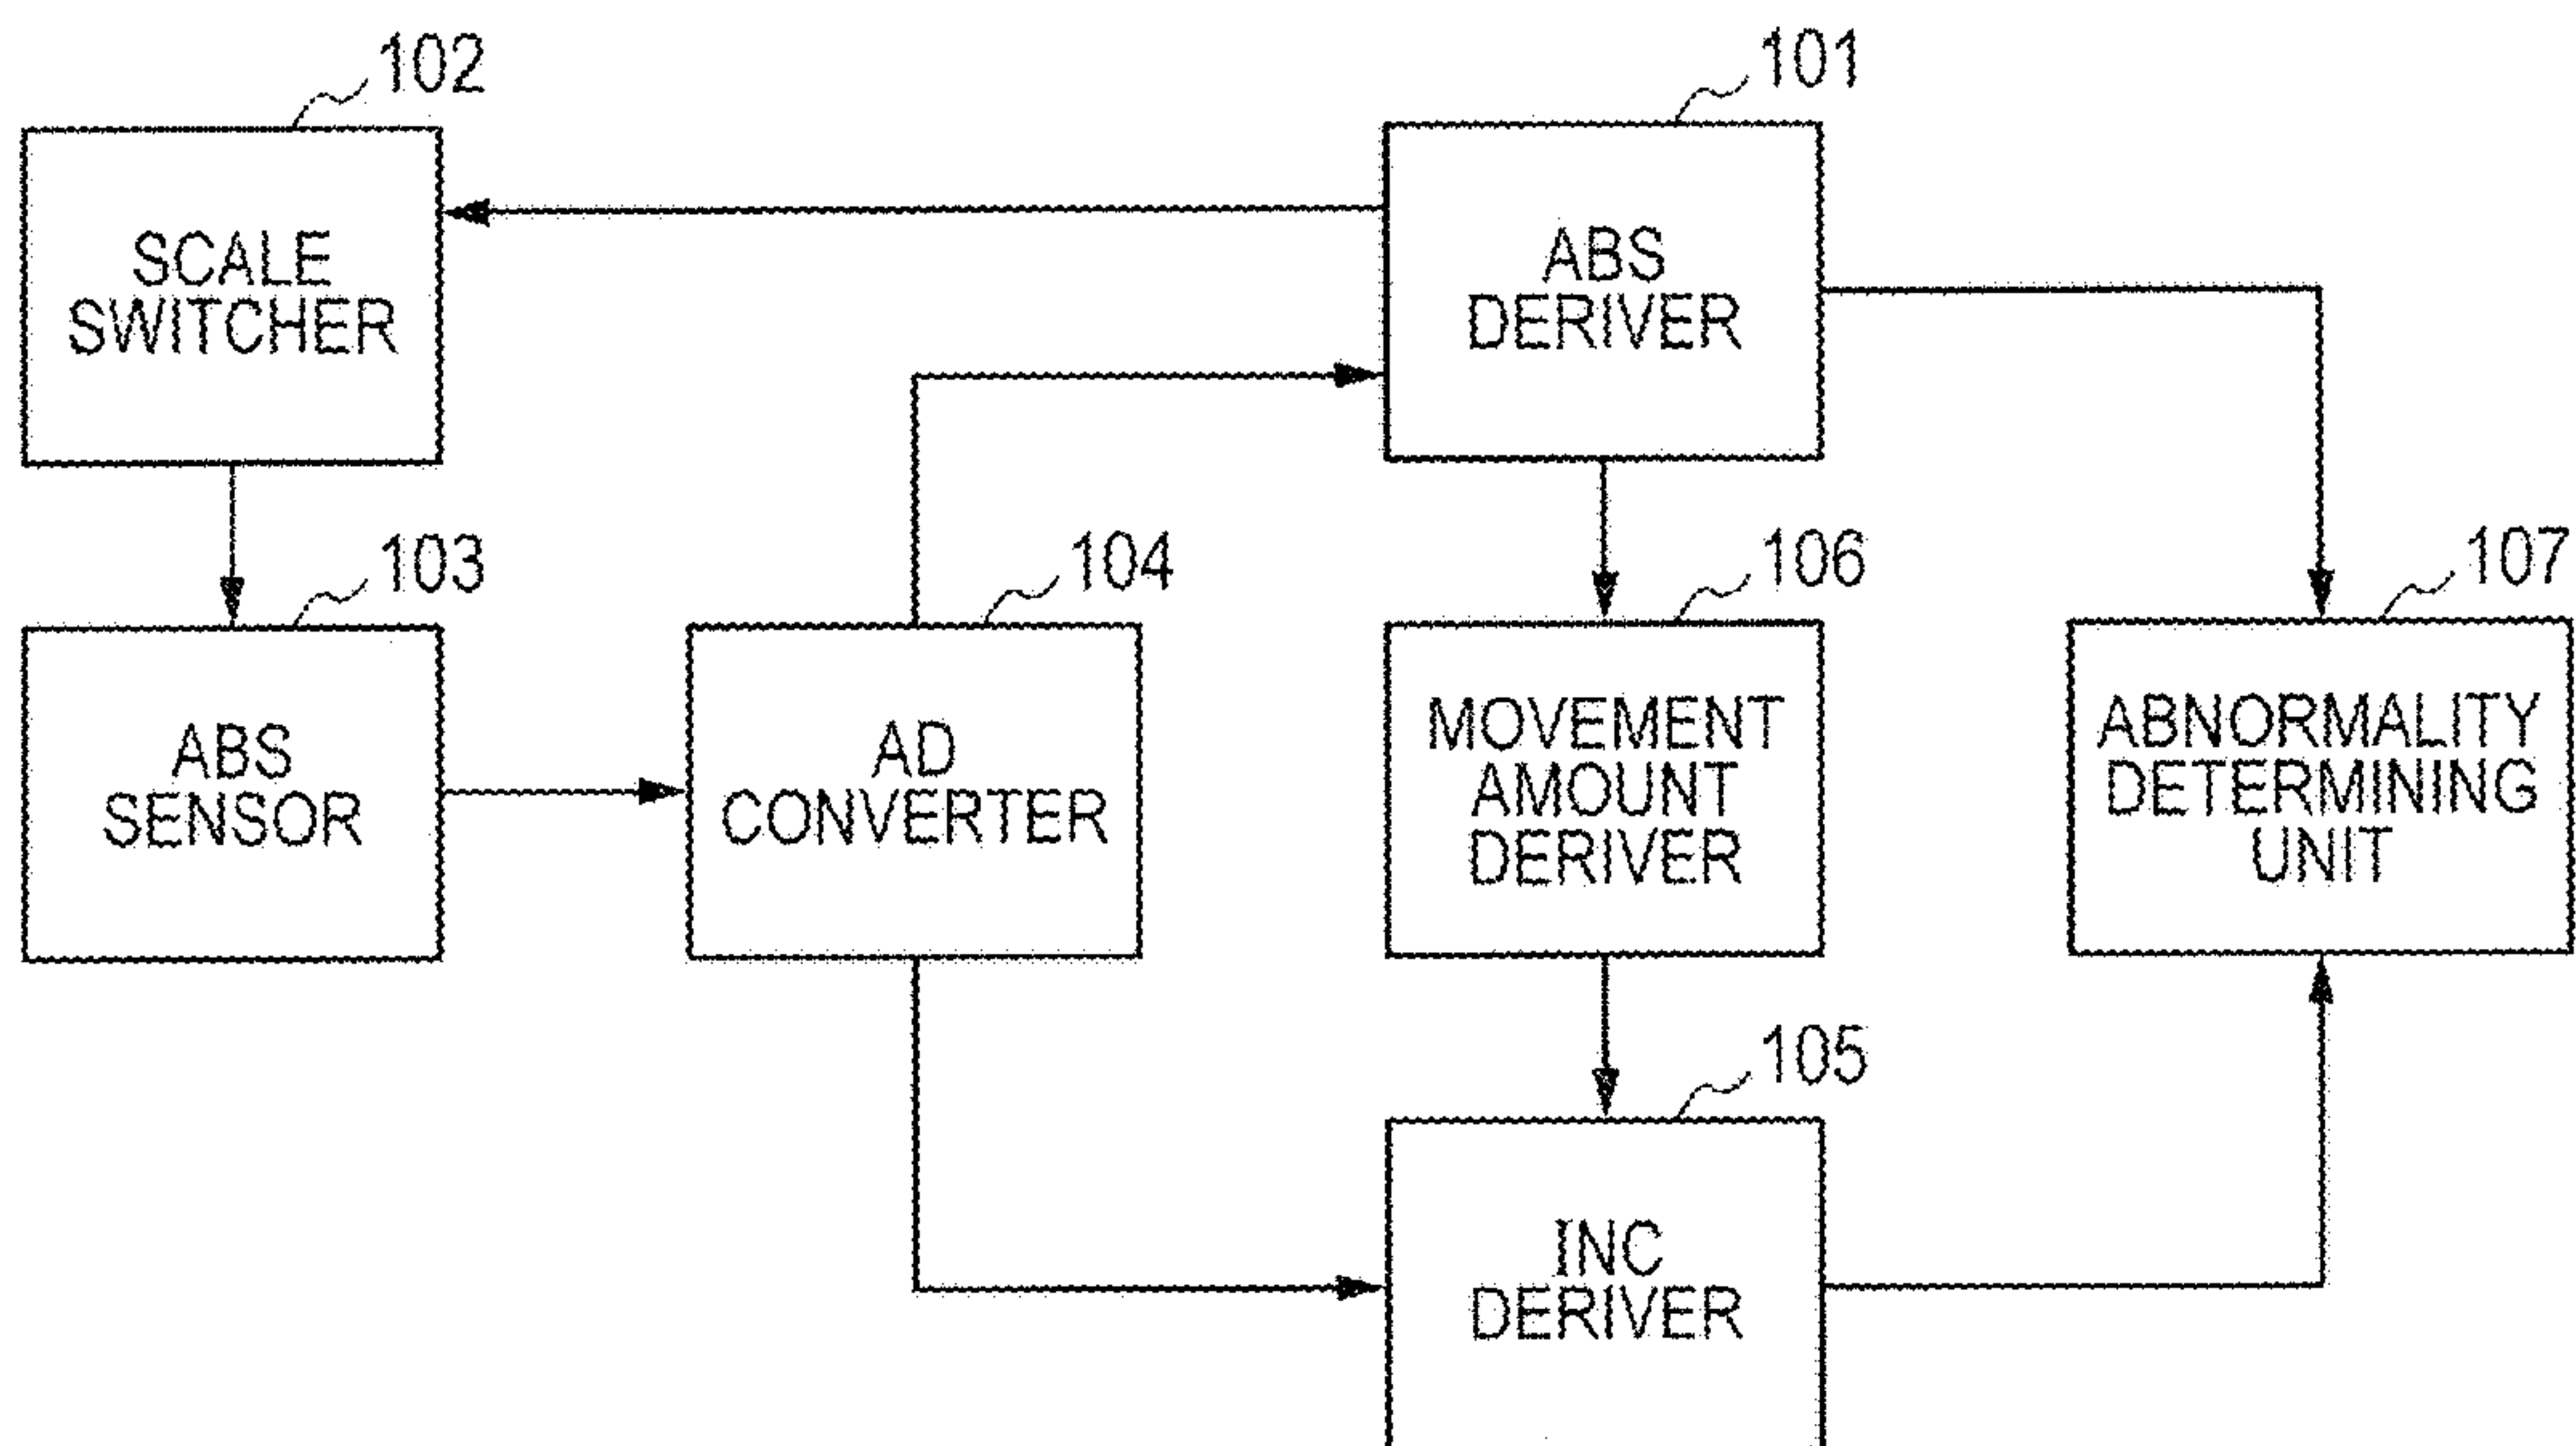 102
101
SCALE
SWITCHER
ABS
DERIVER
103
104
106
107
ABS
SENSOR
AD
CONVERTER
MOVEMENT
AMOUNT
DERIVER
ABNORMALITY
DETERMINING
UNIT
105
INC
DERIVER